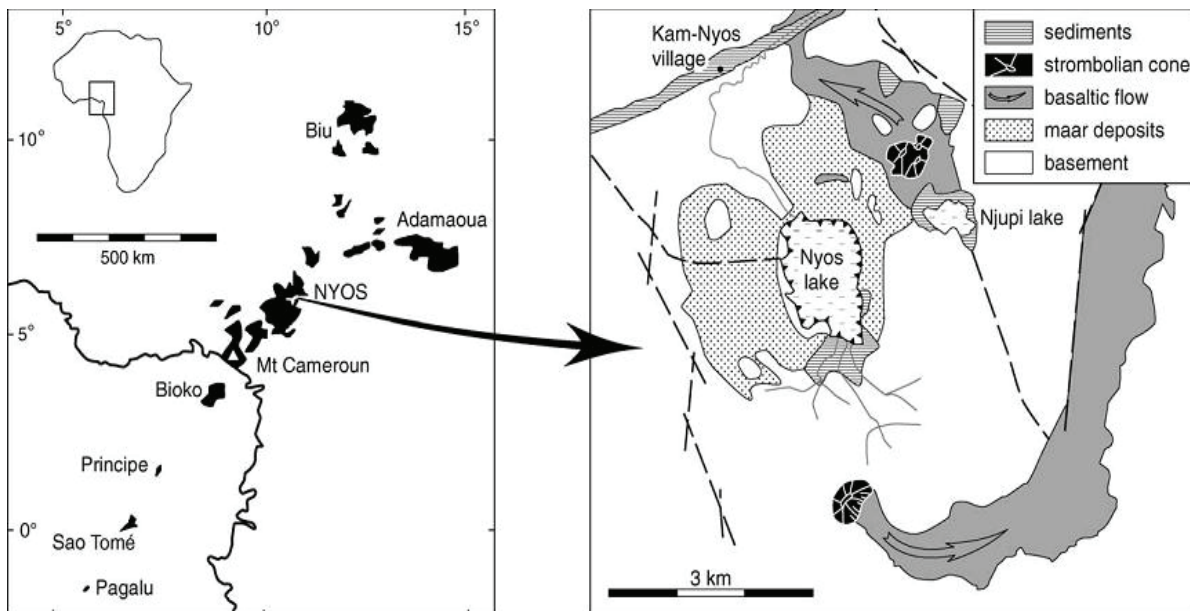 5°
10°
15°
10°
Biu
Adamaoua
500 km
NYOS
5°
Mt Cameroun
Bioko
Principe
0°
Sao Tomé
Pagalu
Kam-Nyos
village
sediments
strombolian cone
basaltic flow
maar deposits
basement
Njupi lake
Nyos
lake
3 km